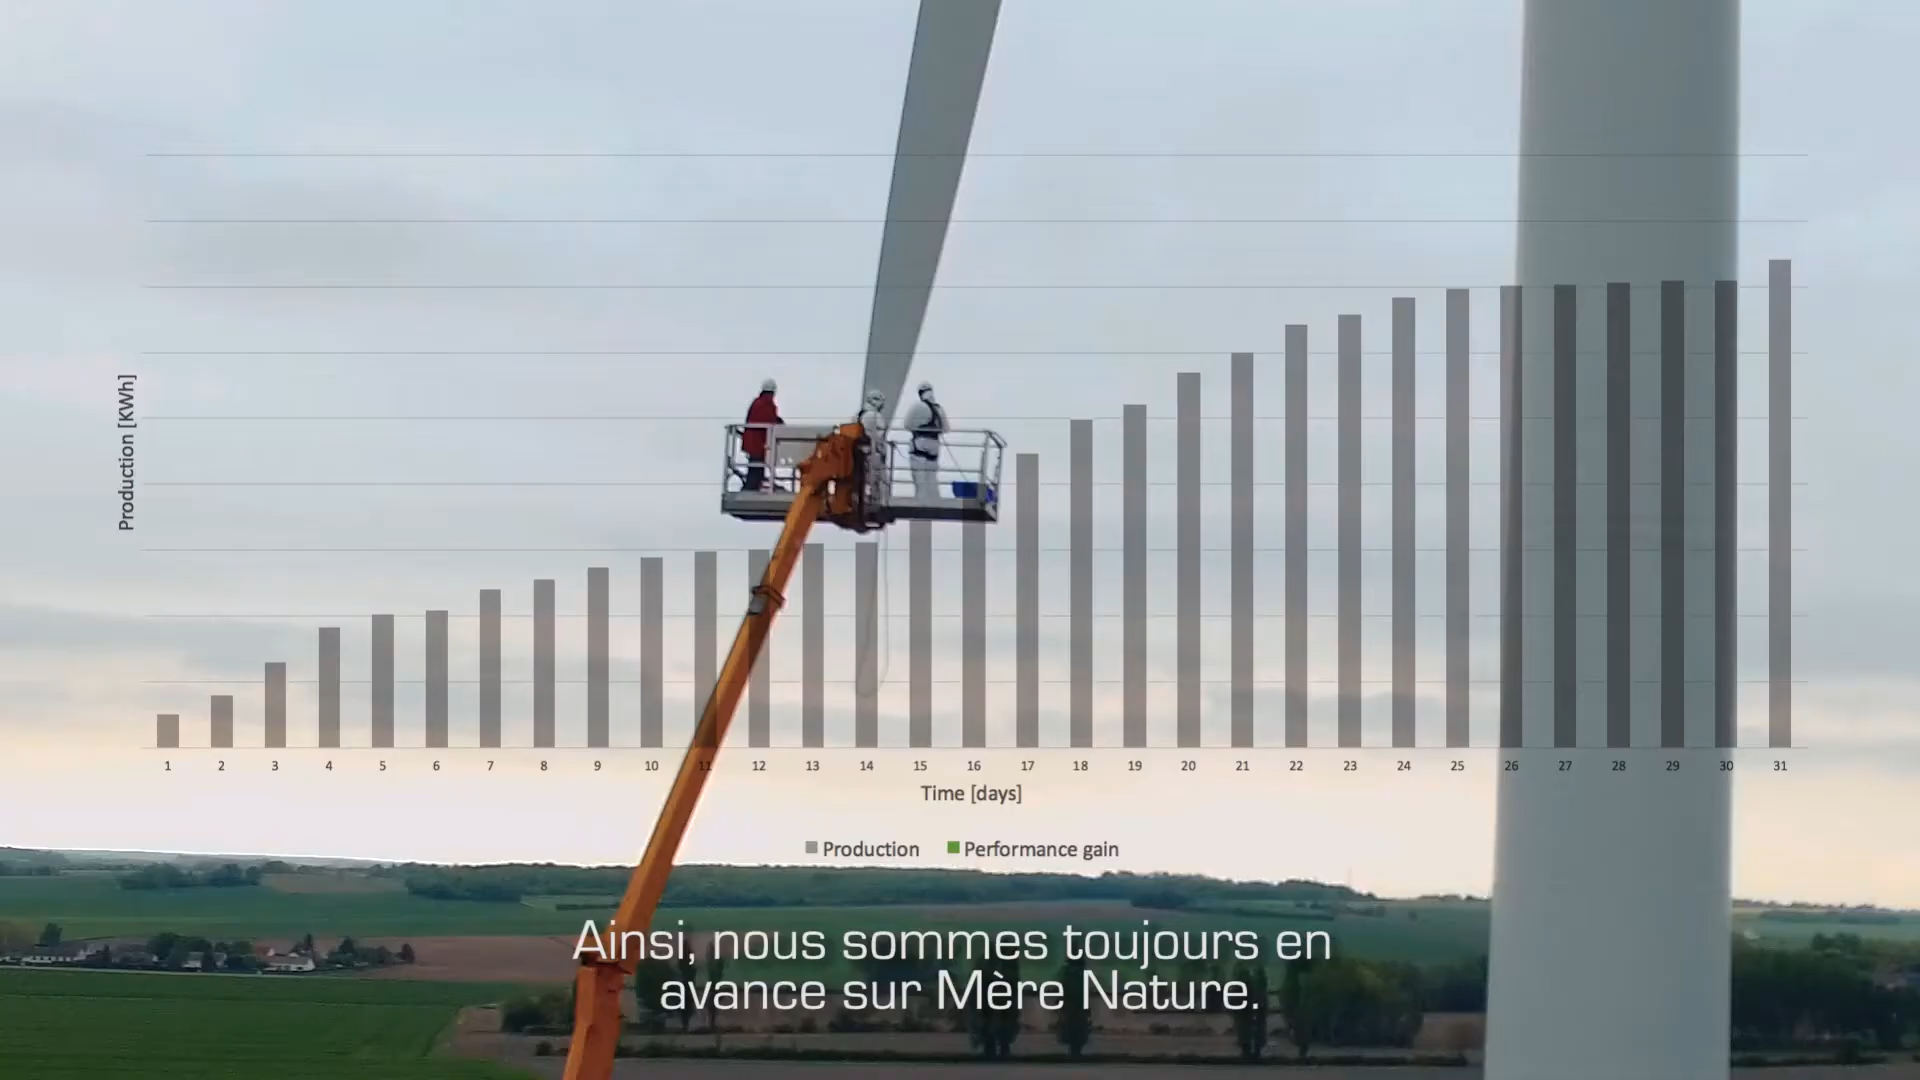 Production [KWh]
1 2 3 4 5 6 7 8 9 10 11 12 13 14 15 16 17 18 19 20 21 22 23 24 25 26 27 28 29 30 31
Time [days]
Production Performance gain
Ainsi, nous sommes toujours en
avance sur Mère Nature.